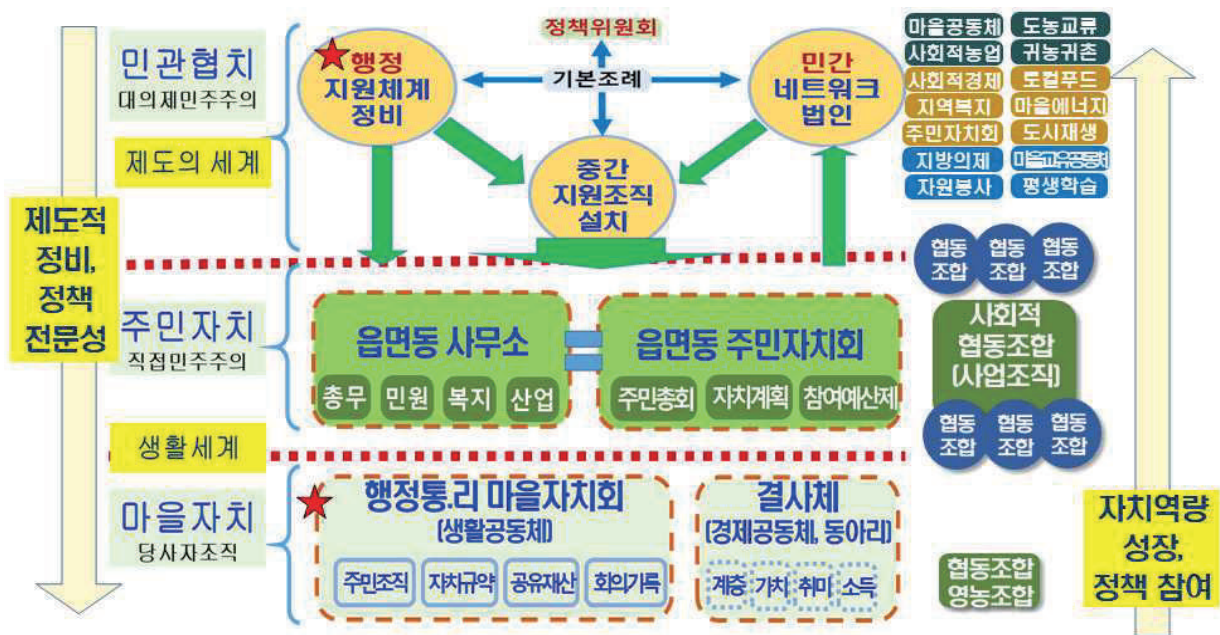 제도적
정비,
정책
전문성
민관협치
대의제민주주의
제도의 세계
주민자치
직접민주주의
생활세계
마을자치
당사자조직
정책위원회
기본조례
행정
지원체계
정비
민간
네트워크
법인
중간
지원조직
설치
읍면동 사무소
총무 민원 복지 산업
읍면동 주민자치회
주민총회 자치계획 참여예산제
행정통.리 마을자치회
(생활공동체)
주민조직 자치규약 공유재산 회의기록
결사체
(경제공동체, 동아리)
계층 가치 취미 소득
마을공동체 도농교류
사회적농업 귀농귀촌
사회적경제 로컬푸드
지역복지 마을에너지
주민자치회 도시재생
지방의제 마을교육공동체
자원봉사 평생학습
협동 협동 협동
조합 조합 조합
사회적
협동조합
(사업조직)
협동 협동 협동
조합 조합 조합
협동조합
영농조합
자치역량
성장,
정책 참여